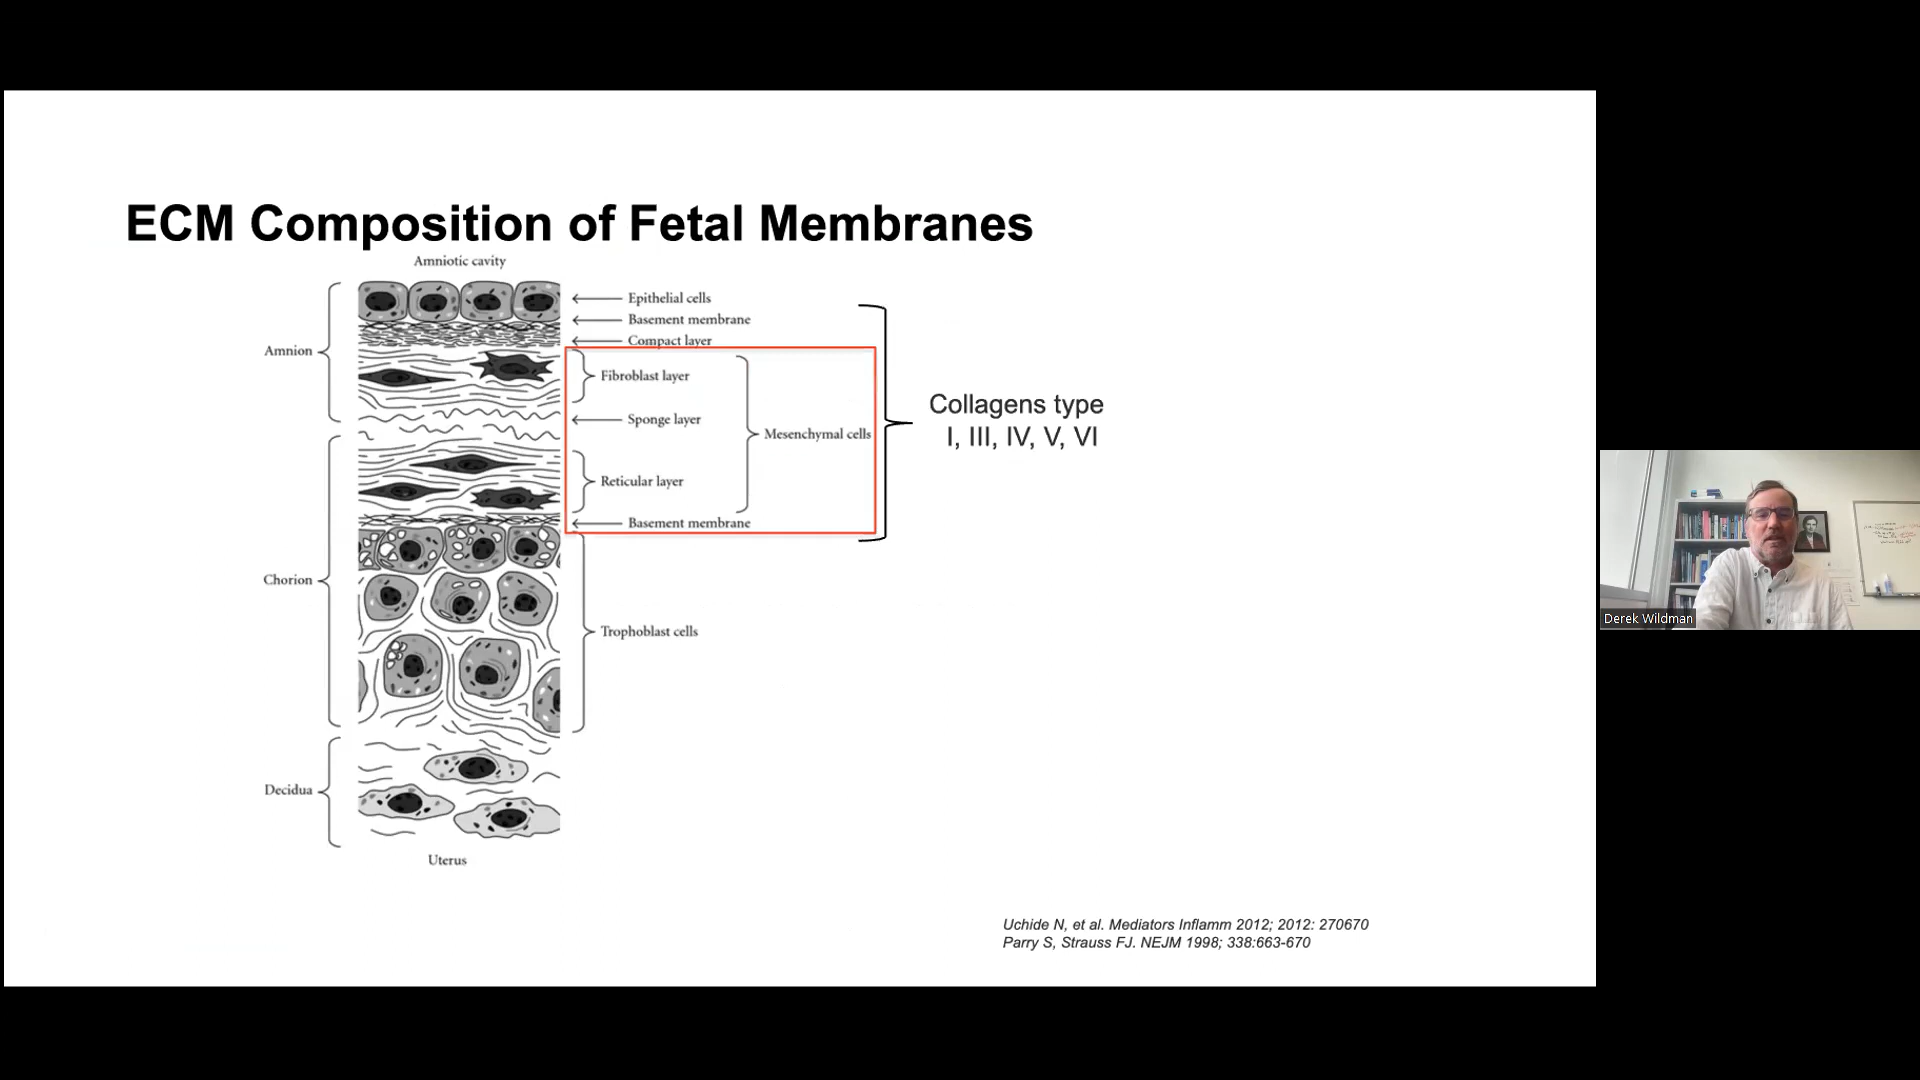 ECM Composition of Fetal Membranes
Amniotic cavity
Epithelial cells
Basement membrane
Compact layer
Amnion
Fibroblast layer
Sponge layer
Mesenchymal cells
Collagens type
I, III, IV, V, VI
Reticular layer
Basement membrane
Chorion
Trophoblast cells
Decidua
Uterus
Uchide N, et al. Mediators Inflamm 2012; 2012: 270670
Parry S, Strauss FJ. NEJM 1998; 338:663-670
Derek Wildman